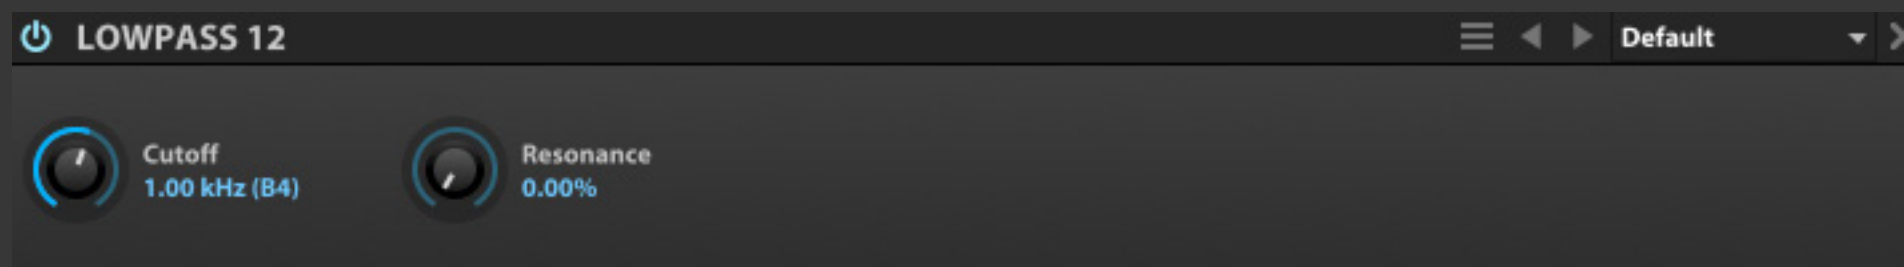 LOWPASS 12
Default
Cutoff
1.00 kHz (B4)
Resonance
0.00%